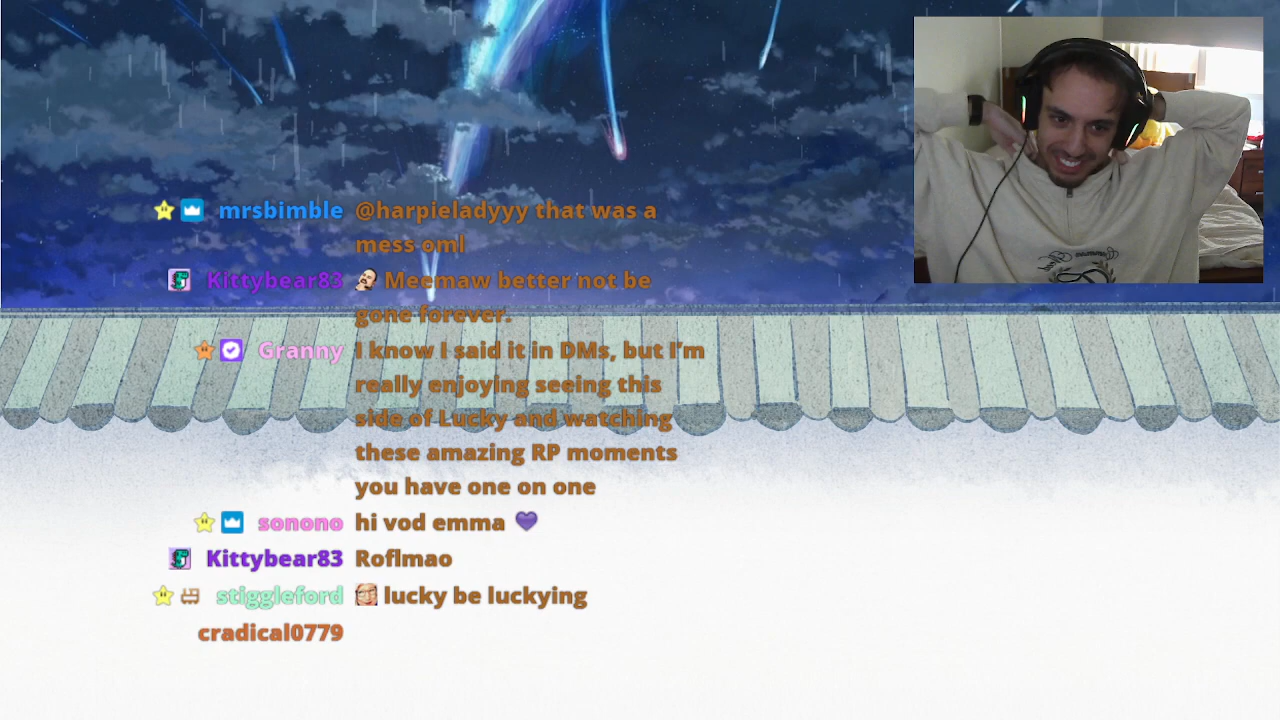 mrsbimble @harpieladyyy that was a
mess oml
Kittybear83 Meemaw better not be
gone forever.
Granny I know I said it in DMs, but I'm
really enjoying seeing this
side of Lucky and watching
these amazing RP moments
you have one on one
sonono hi vod emma 💜
Kittybear83 Roflmao
stiggleford lucky be luckying
cradical0779